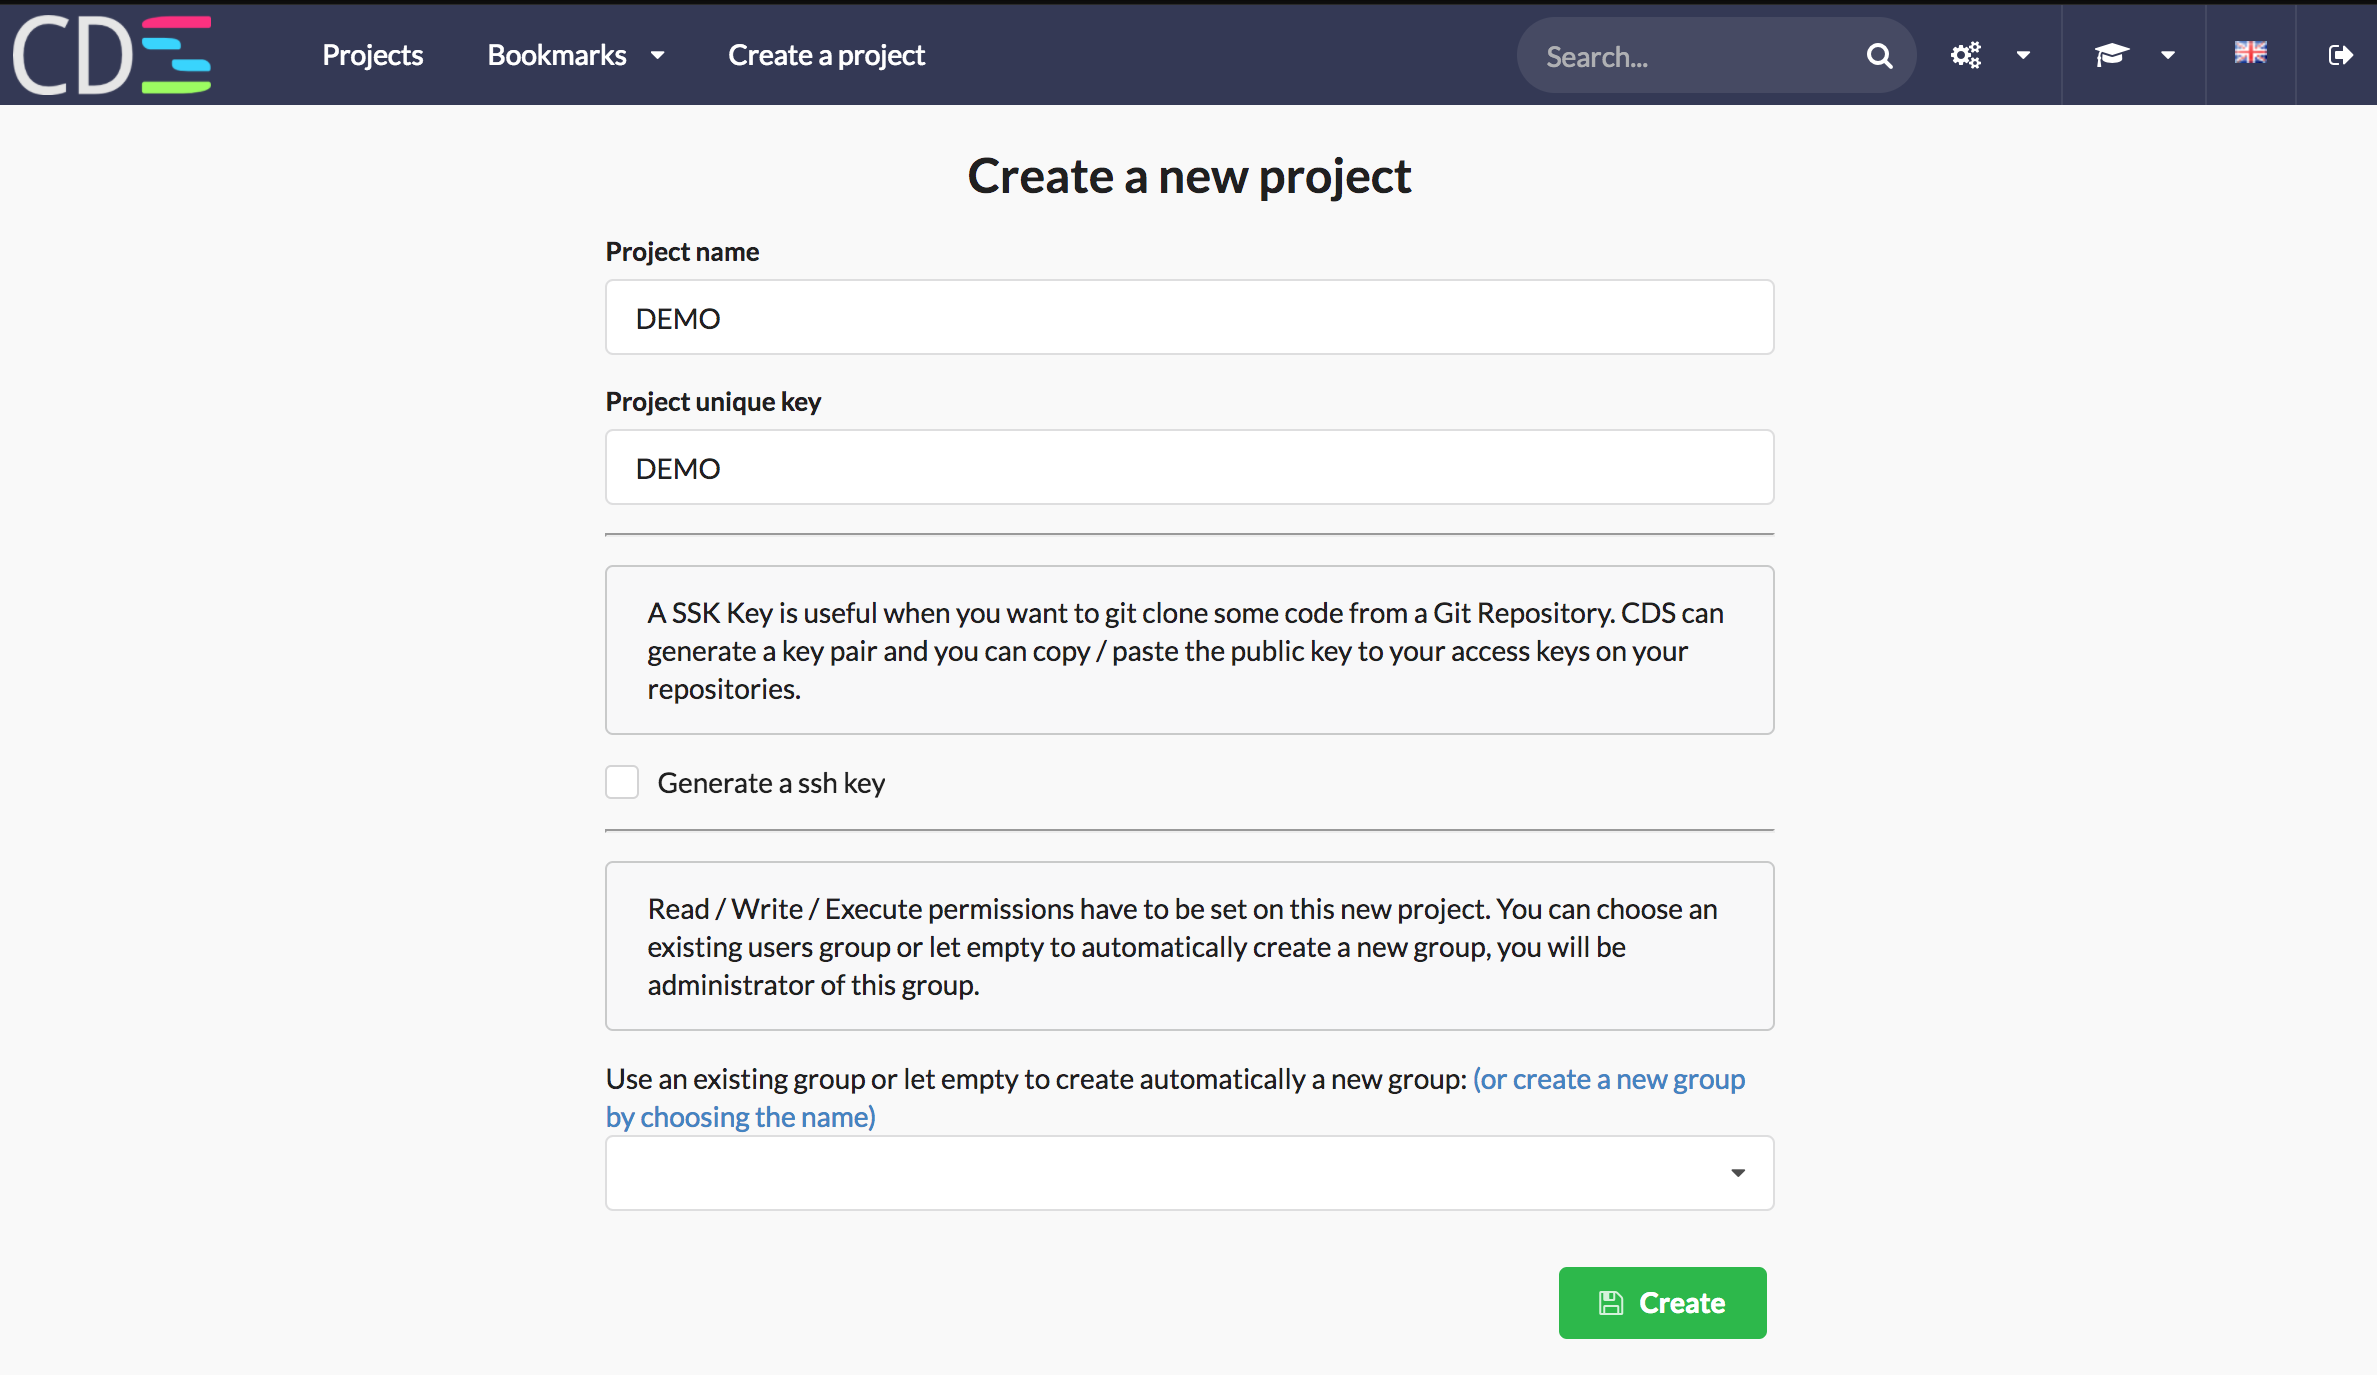 CDS
Projects
Bookmarks
Create a project
Search...
Create a new project
Project name
DEMO
Project unique key
DEMO
A SSK Key is useful when you want to git clone some code from a Git Repository. CDS can
generate a key pair and you can copy / paste the public key to your access keys on your
repositories.
Generate a ssh key
Read / Write / Execute permissions have to be set on this new project. You can choose an
existing users group or let empty to automatically create a new group, you will be
administrator of this group.
Use an existing group or let empty to create automatically a new group: (or create a new group
by choosing the name)
Create